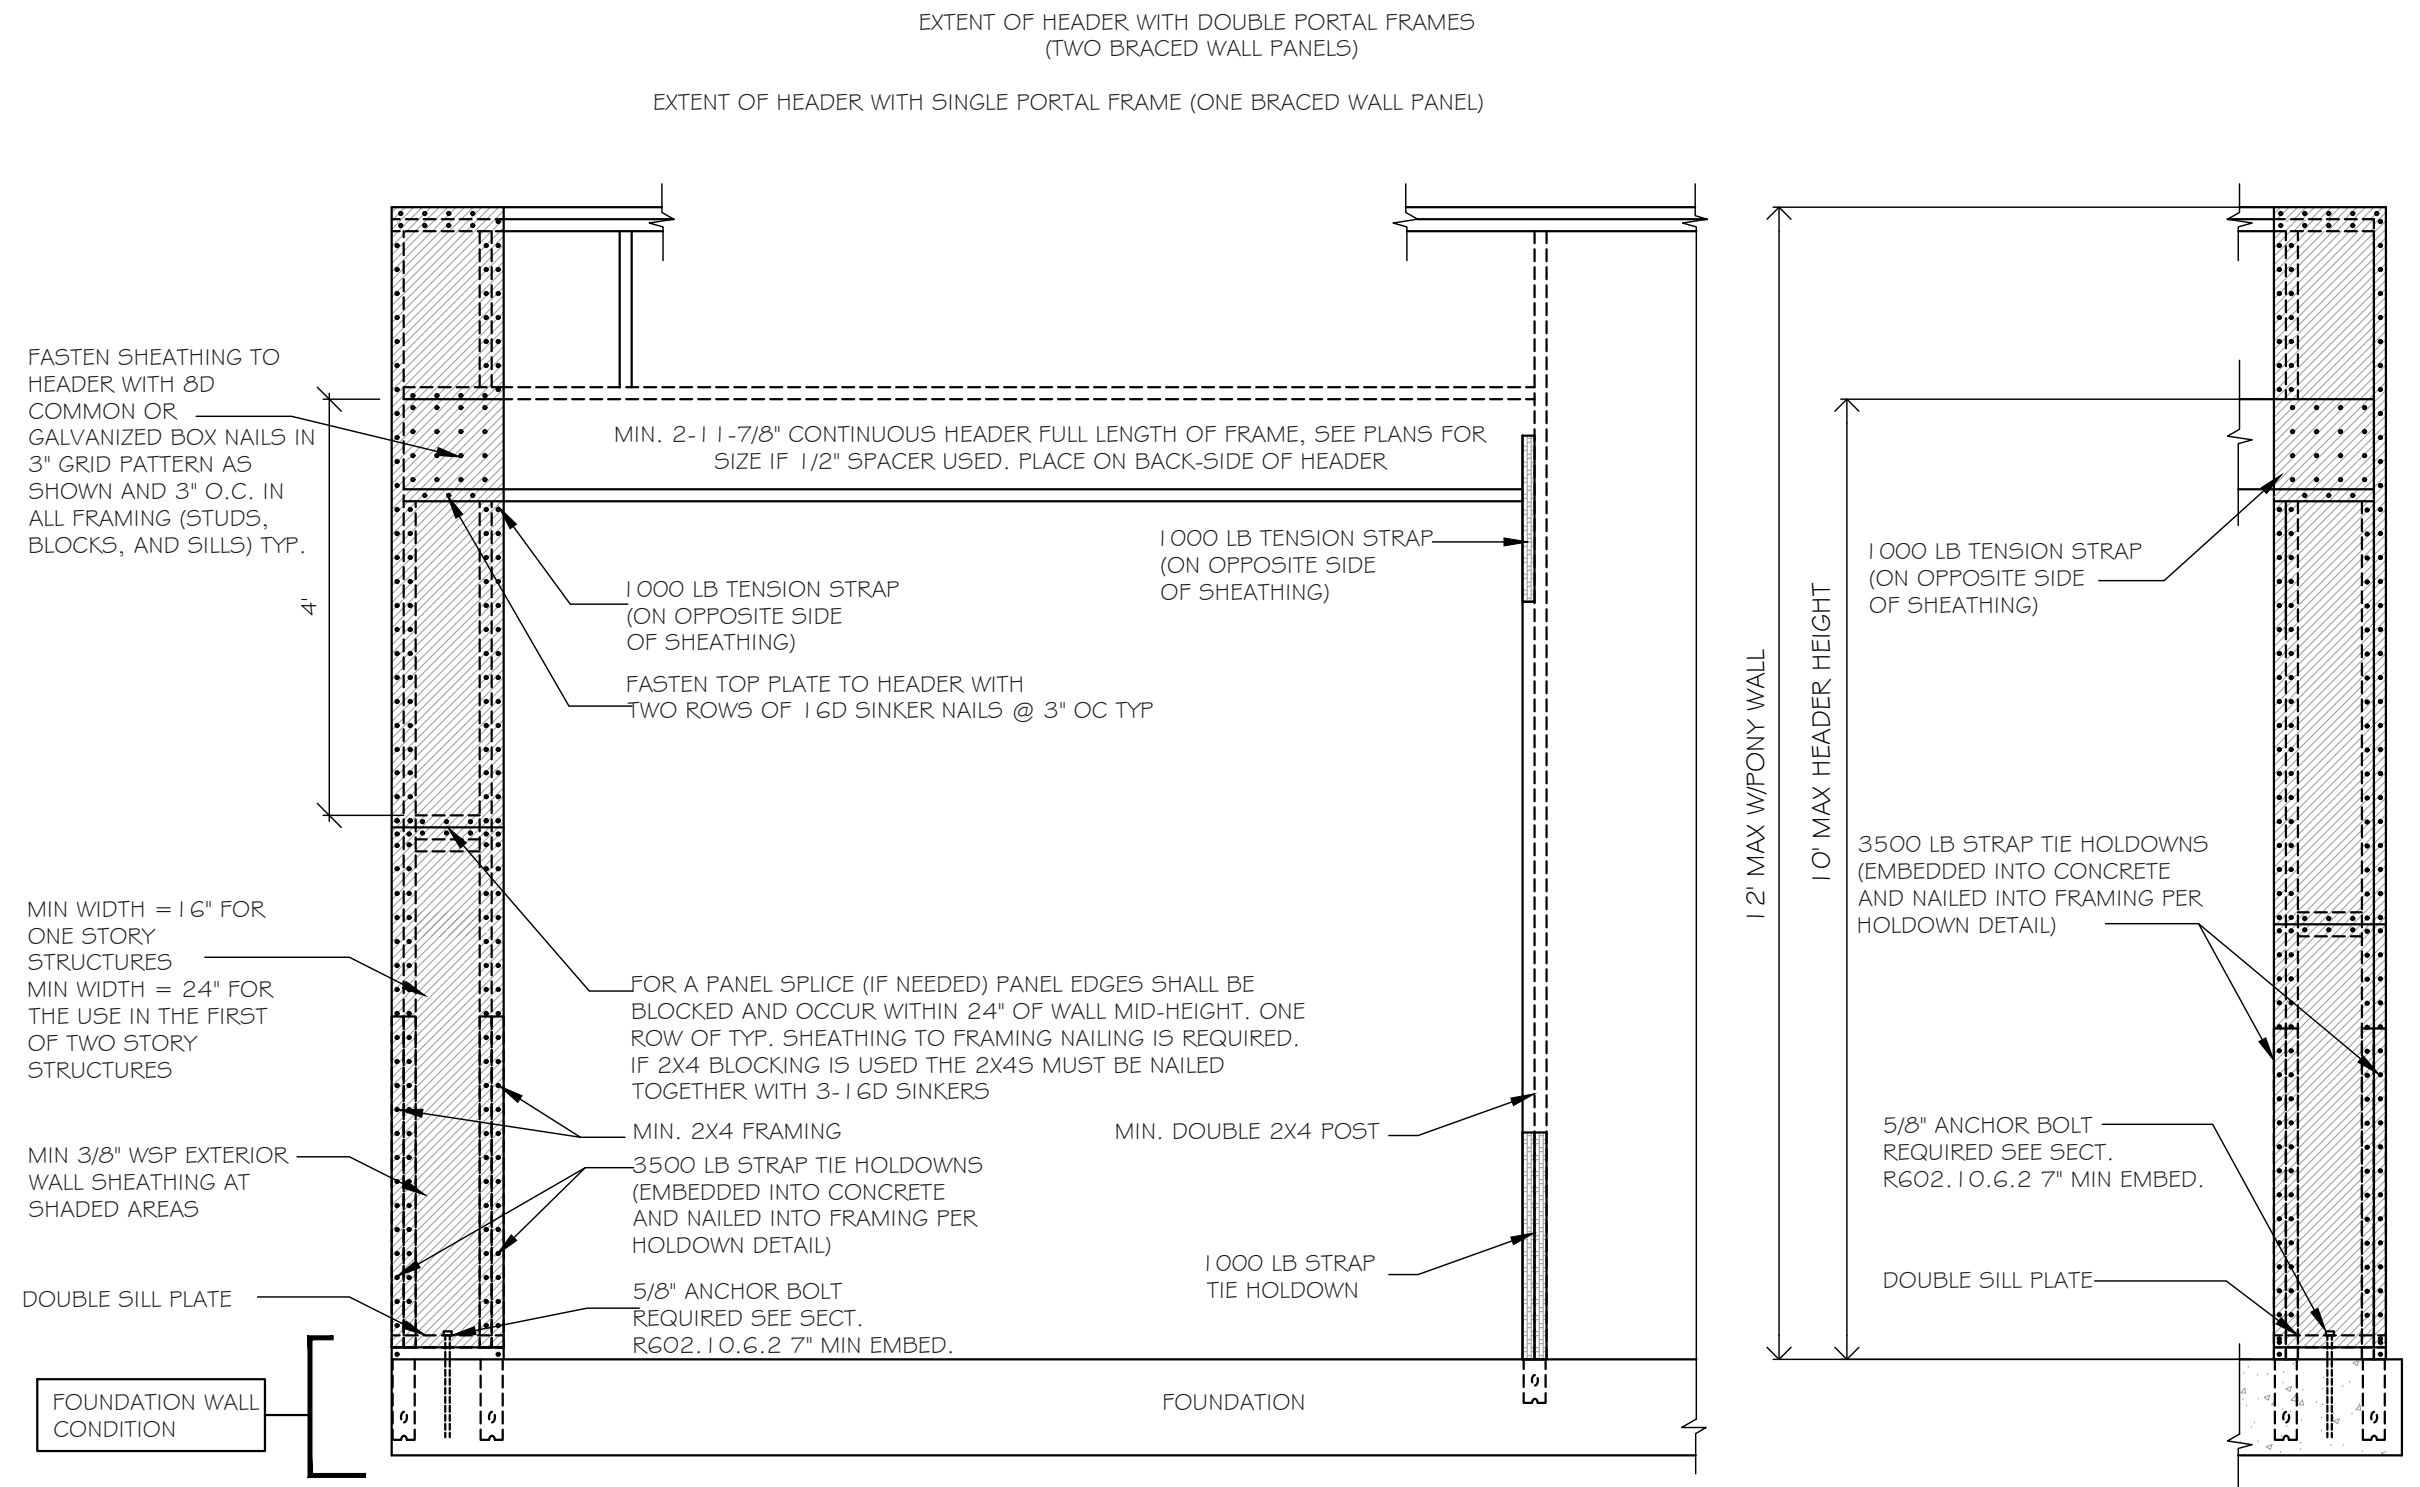 EXTENT OF HEADER WITH DOUBLE PORTAL FRAMES
(TWO BRACED WALL PANELS)
EXTENT OF HEADER WITH SINGLE PORTAL FRAME (ONE BRACED WALL PANEL)
FASTEN SHEATHING TO
HEADER WITH 8D
COMMON OR
GALVANIZED BOX NAILS IN
3" GRID PATTERN AS
SHOWN AND 3" O.C. IN
ALL FRAMING (STUDS,
BLOCKS, AND SILLS) TYP.
4'
MIN WIDTH = 16" FOR
ONE STORY
STRUCTURES
MIN WIDTH = 24" FOR
THE USE IN THE FIRST
OF TWO STORY
STRUCTURES
MIN 3/8" WSP EXTERIOR
WALL SHEATHING AT
SHADED AREAS
DOUBLE SILL PLATE
FOUNDATION WALL
CONDITION
MIN. 2-11-7/8" CONTINUOUS HEADER FULL LENGTH OF FRAME, SEE PLANS FOR
SIZE IF 1/2" SPACER USED. PLACE ON BACK-SIDE OF HEADER
1000 LB TENSION STRAP
(ON OPPOSITE SIDE
OF SHEATHING)
FASTEN TOP PLATE TO HEADER WITH
TWO ROWS OF 16D SINKER NAILS @ 3" OC TYP
1000 LB TENSION STRAP
(ON OPPOSITE SIDE
OF SHEATHING)
FOR A PANEL SPLICE (IF NEEDED) PANEL EDGES SHALL BE
BLOCKED AND OCCUR WITHIN 24" OF WALL MID-HEIGHT. ONE
ROW OF TYP. SHEATHING TO FRAMING NAILING IS REQUIRED.
IF 2X4 BLOCKING IS USED THE 2X4S MUST BE NAILED
TOGETHER WITH 3-16D SINKERS
MIN. 2X4 FRAMING
3500 LB STRAP TIE HOLDOWNS
(EMBEDDED INTO CONCRETE
AND NAILED INTO FRAMING PER
HOLDOWN DETAIL)
5/8" ANCHOR BOLT
REQUIRED SEE SECT.
R602.10.6.2 7" MIN EMBED.
MIN. DOUBLE 2X4 POST
1000 LB STRAP
TIE HOLDOWN
FOUNDATION
12' MAX W/PONY WALL
10' MAX HEADER HEIGHT
1000 LB TENSION STRAP
(ON OPPOSITE SIDE
OF SHEATHING)
3500 LB STRAP TIE HOLDOWNS
(EMBEDDED INTO CONCRETE
AND NAILED INTO FRAMING PER
HOLDOWN DETAIL)
5/8" ANCHOR BOLT
REQUIRED SEE SECT.
R602.10.6.2 7" MIN EMBED.
DOUBLE SILL PLATE